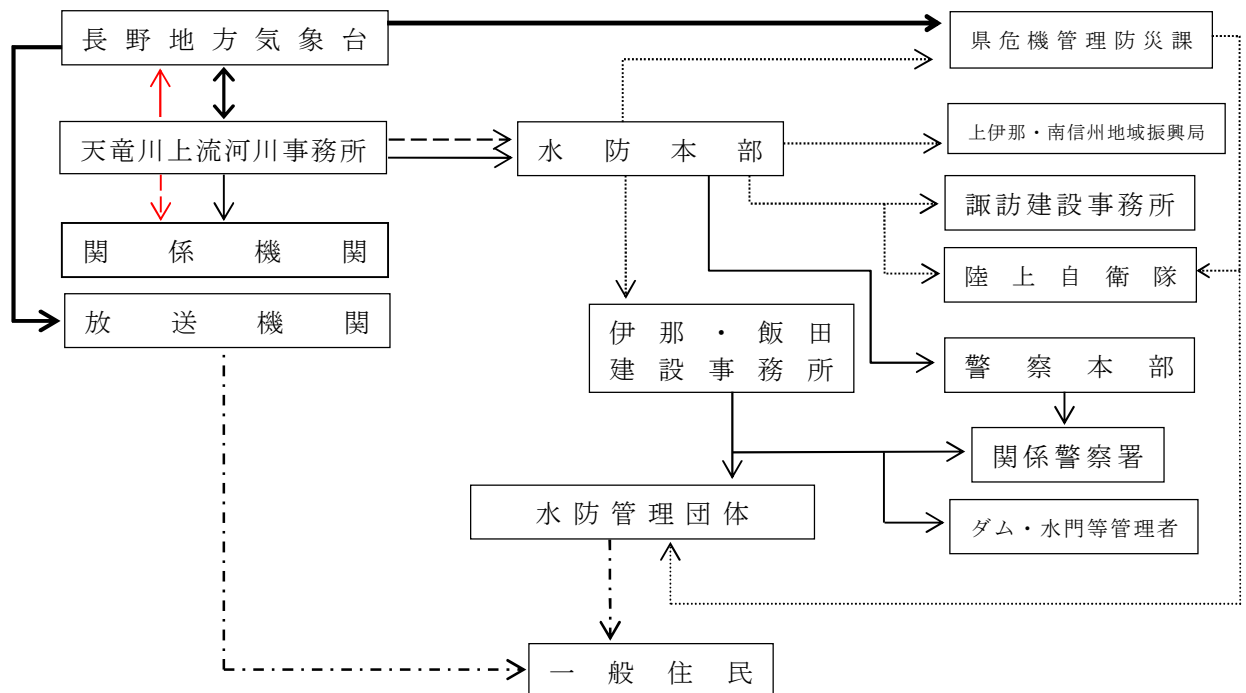 長野地方気象台
県危機管理防災課
上伊那・南信州地域振興局
天竜川上流河川事務所
水防本部
諏訪建設事務所
関係機関
陸上自衛隊
放送機関
伊那・飯田
建設事務所
警察本部
関係警察署
水防管理団体
ダム・水門等管理者
一般住民